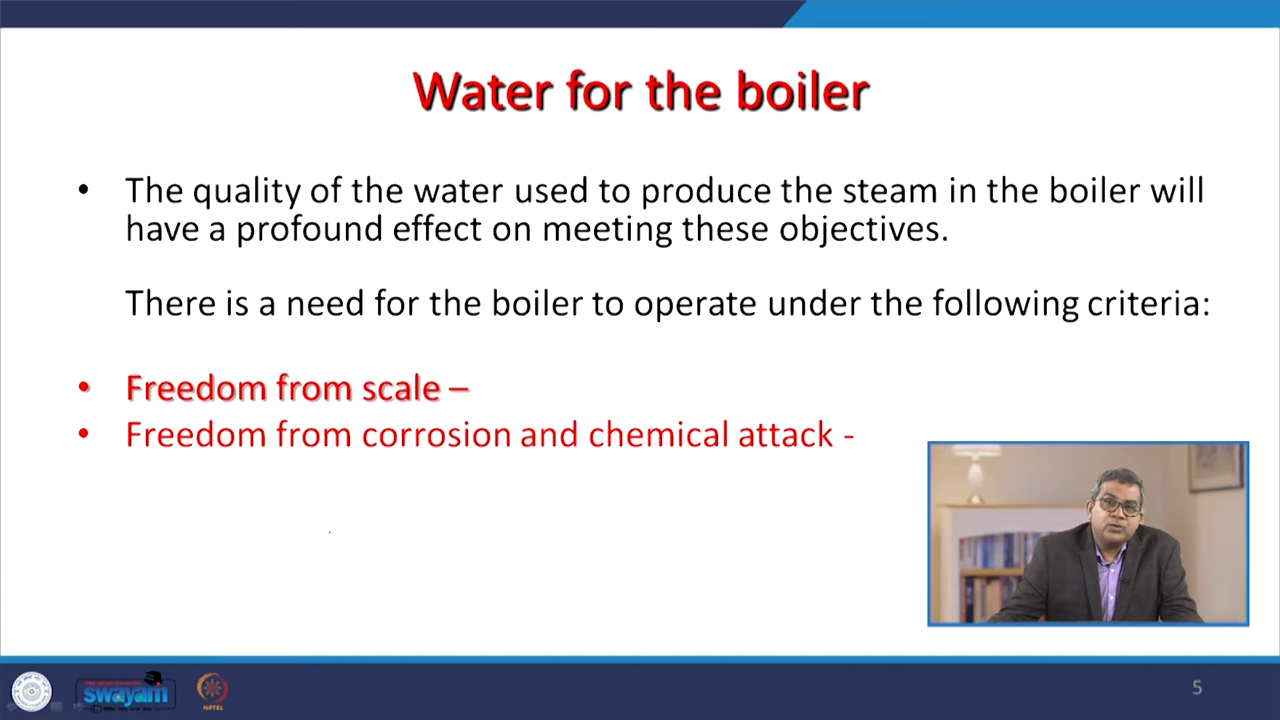 Water for the boiler
• The quality of the water used to produce the steam in the boiler will
have a profound effect on meeting these objectives.
There is a need for the boiler to operate under the following criteria:
• Freedom from scale –
• Freedom from corrosion and chemical attack -
swayam
NPTEL
5